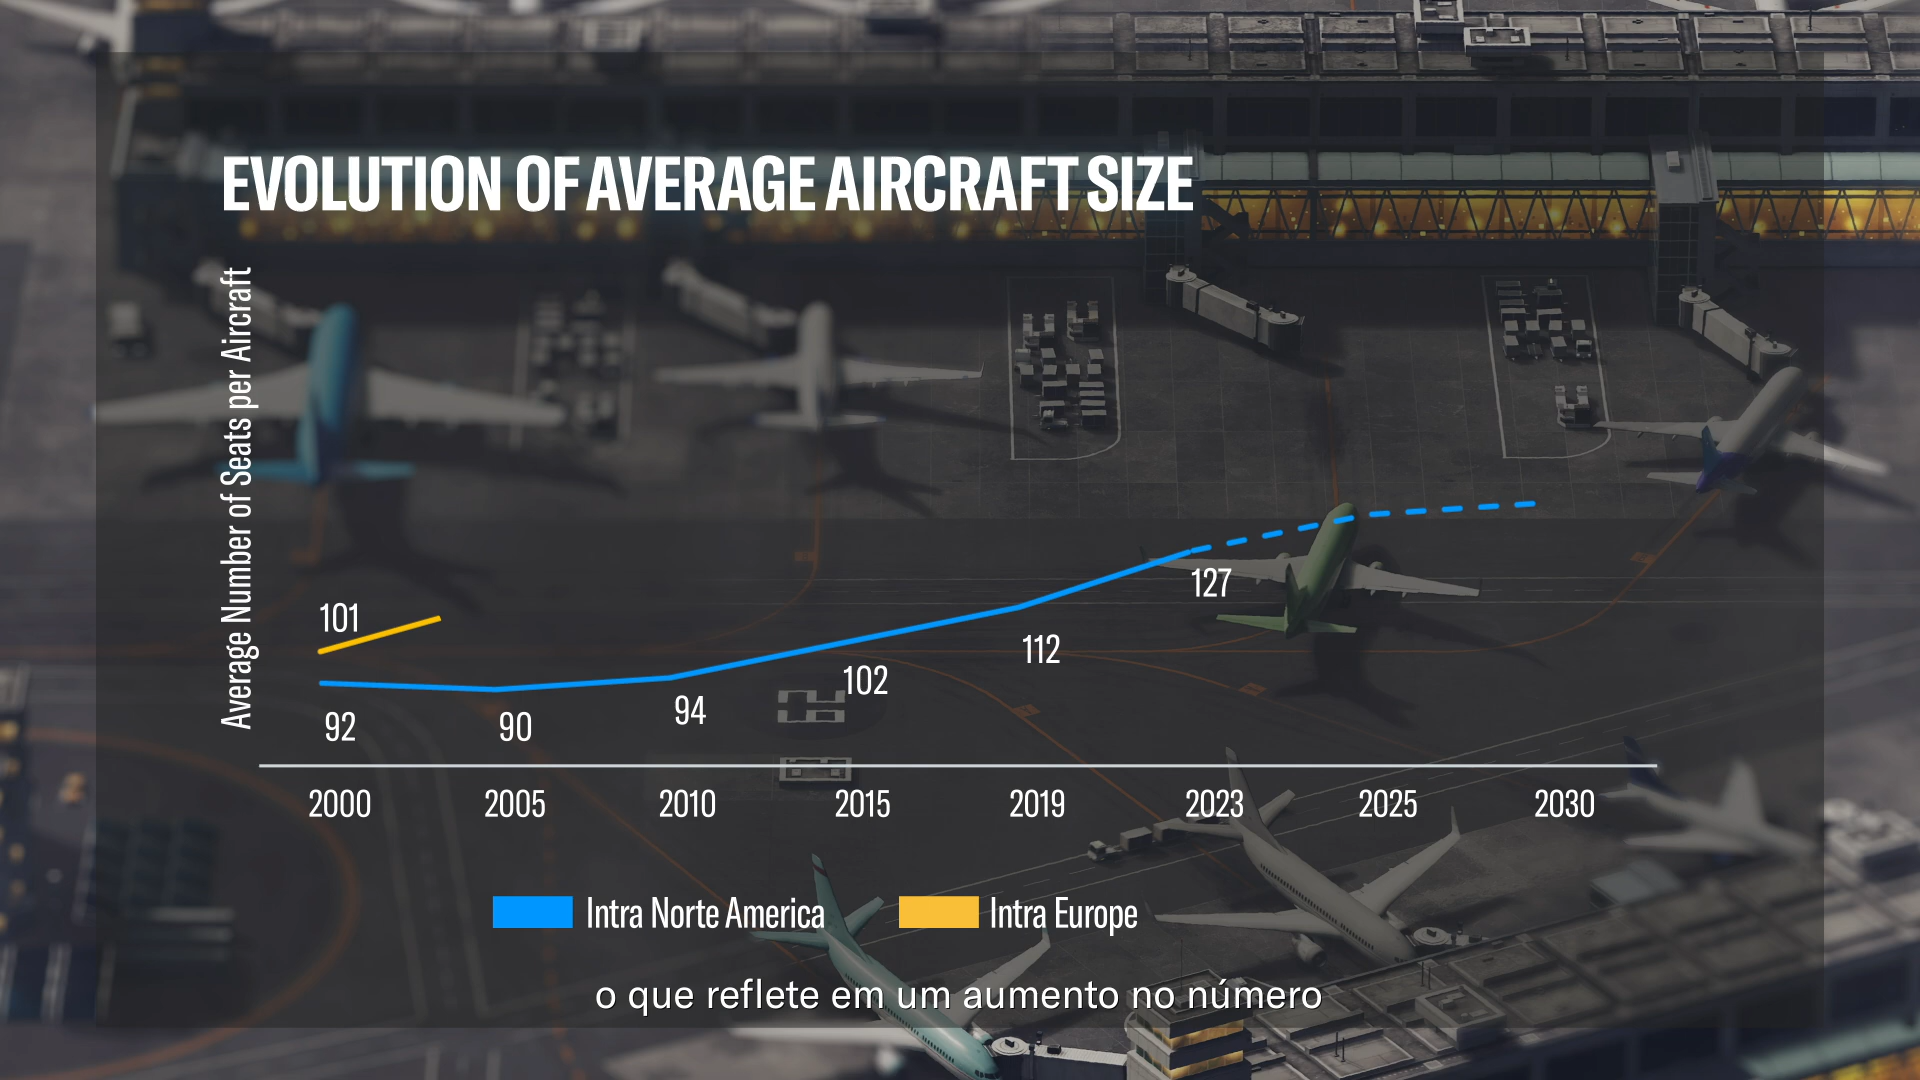 EVOLUTION OF AVERAGE AIRCRAFT SIZE
Average Number of Seats per Aircraft
101
92
90
94
102
112
127
2000 2005 2010 2015 2019 2023 2025 2030
Intra Norte America Intra Europe
o que reflete em um aumento no número